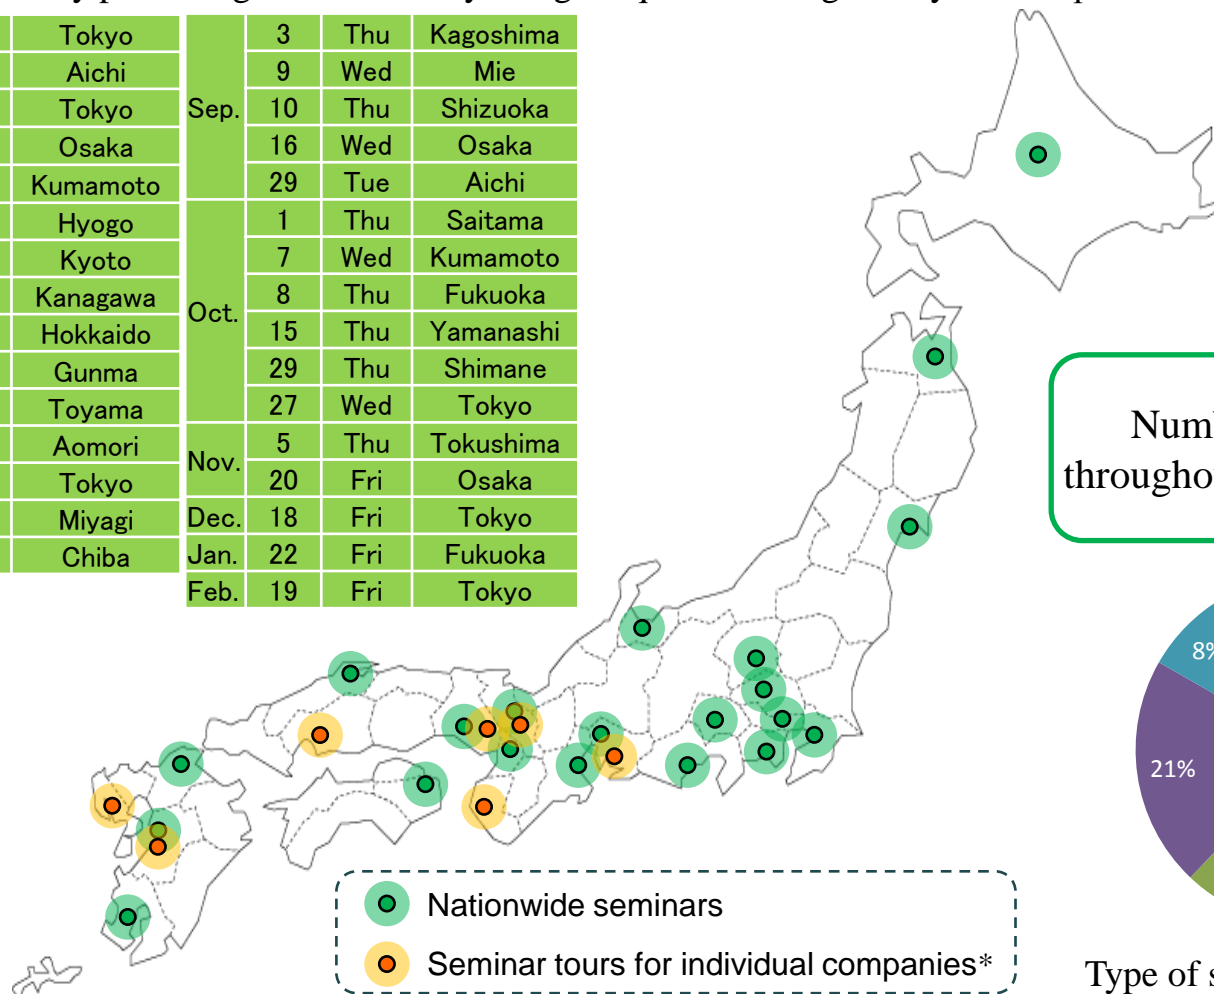 Tokyo
Aichi
Tokyo
Osaka
Kumamoto
Hyogo
Kyoto
Kanagawa
Hokkaido
Gunma
Toyama
Aomori
Tokyo
Miyagi
Chiba
Sep. 3 Thu Kagoshima
9 Wed Mie
10 Thu Shizuoka
16 Wed Osaka
29 Tue Aichi
Oct. 1 Thu Saitama
7 Wed Kumamoto
8 Thu Fukuoka
15 Thu Yamanashi
29 Thu Shimane
27 Wed Tokyo
Nov. 5 Thu Tokushima
20 Fri Osaka
Dec. 18 Fri Tokyo
Jan. 22 Fri Fukuoka
Feb. 19 Fri Tokyo
Num
througho
8%
21%
Nationwide seminars
Seminar tours for individual companies*
Type of s